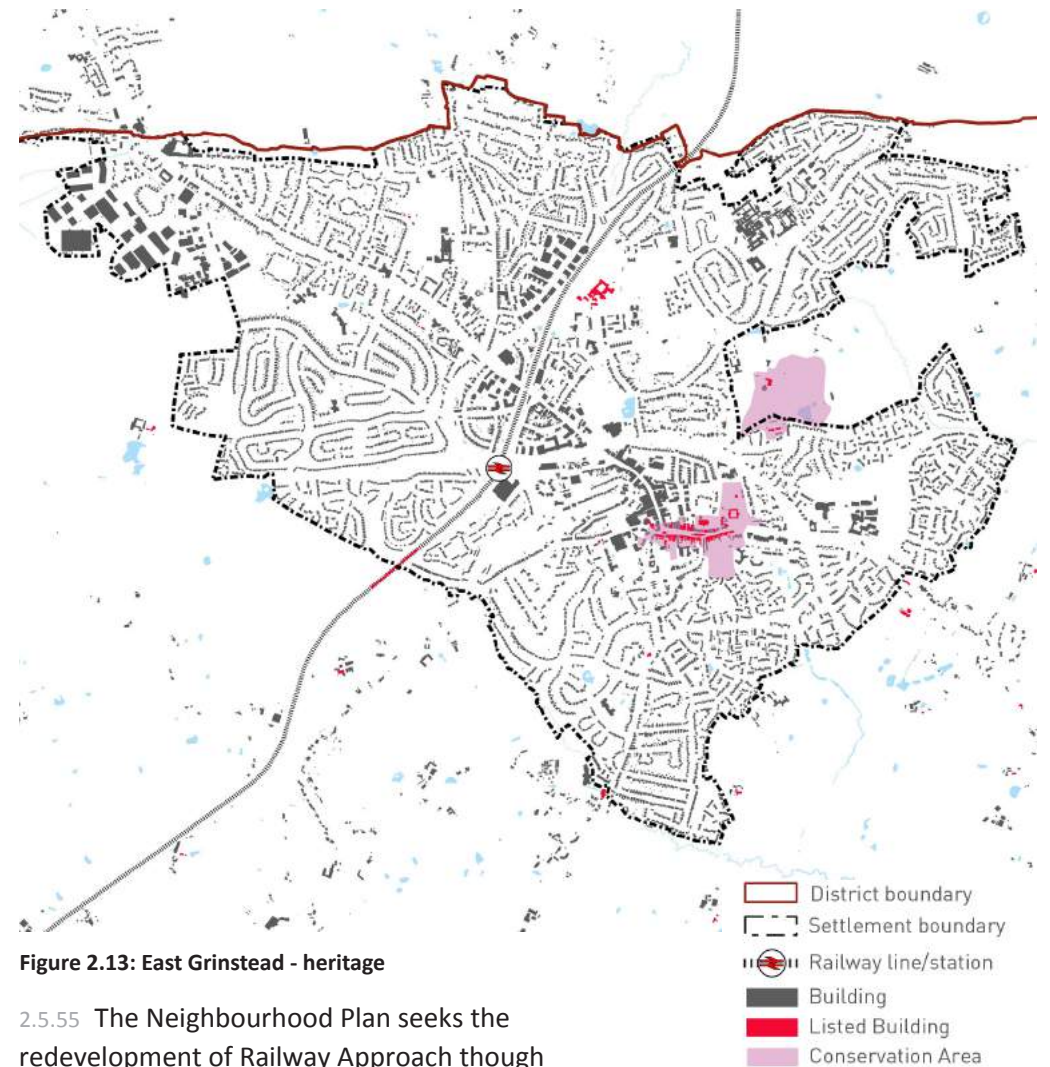 District boundary
Settlement boundary
Railway line/station
Building
Listed Building
Conservation Area
Figure 2.13: East Grinstead - heritage
2.5.55 The Neighbourhood Plan seeks the
redevelopment of Railway Approach though